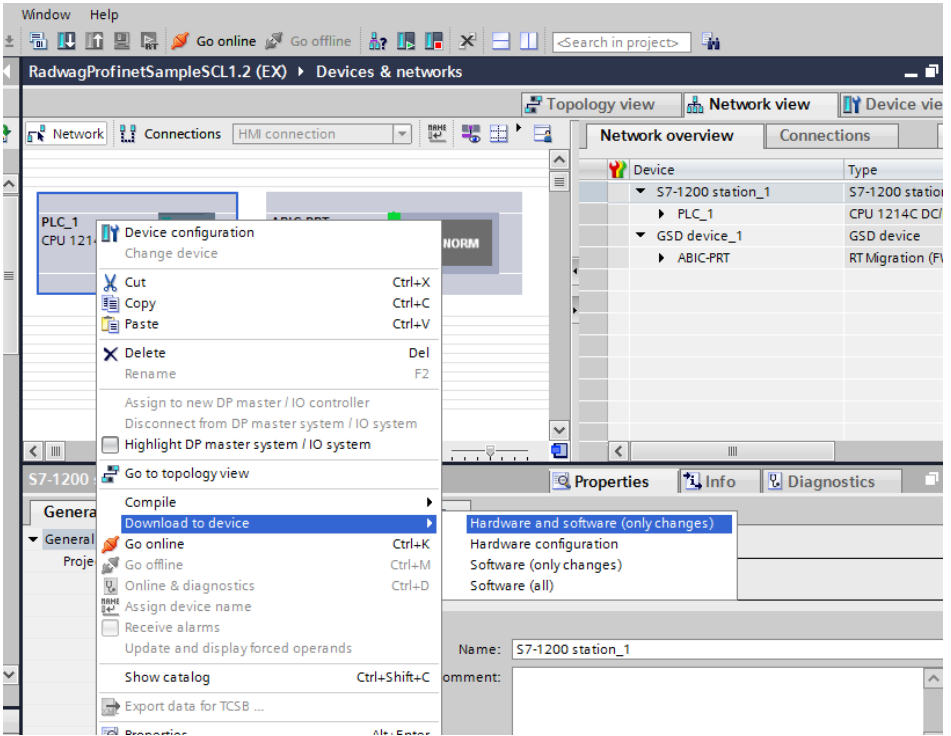 Window Help
Go online Go offline <Search in project>
RadwagProfinetSampleSCL1.2 (EX) Devices & networks
Topology view Network view Device vie
Network Connections HMI connection
Network overview Connections
Device Type
S7-1200 station_1 S7-1200 station
PLC_1 CPU 1214C DC/
GSD device_1 GSD device
ABIC-PRT RT Migration (FW
PLC_1
CPU 1214
ABIC-PRT
NORM
Device configuration
Change device
Cut Ctrl+X
Copy Ctrl+C
Paste Ctrl+V
Delete Del
Rename F2
Assign to new DP master / IO controller
Disconnect from DP master system / IO system
Highlight DP master system / IO system
Go to topology view
Compile
Download to device
Go online Ctrl+K
Go offline Ctrl+M
Online & diagnostics Ctrl+D
Assign device name
Receive alarms
Update and display forced operands
Show catalog Ctrl+Shift+C
Export data for TCSB ...
Properties Alt+Enter
Hardware and software (only changes)
Hardware configuration
Software (only changes)
Software (all)
S7-1200
Properties Info Diagnostics
Genera
General
Proje
Name: S7-1200 station_1
omment: